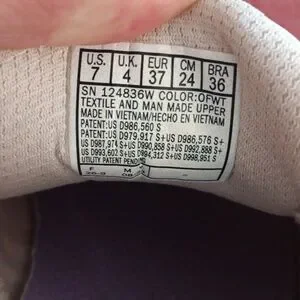 U.S. U.K. EUR CM BRA
7 4 37 24 36
SN 124836W COLOR:OFWT
TEXTILE AND MAN MADE UPPER
MADE IN VIETNAM/HECHO EN VIETNAM
PATENT:US D986,560 S
PATENT:US D979,917 S+US D986,576 S+
US D987,974 S+US D990,858 S+US D992,888 S+
US D993,602 S+US D994,312 S+US D998,951 S
UTILITY PATENT PENDING
F M